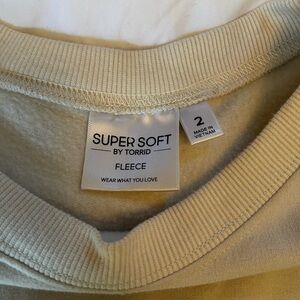 SUPER SOFT
BY TORRID
FLEECE
WEAR WHAT YOU LOVE
2
MADE IN
VIETNAM